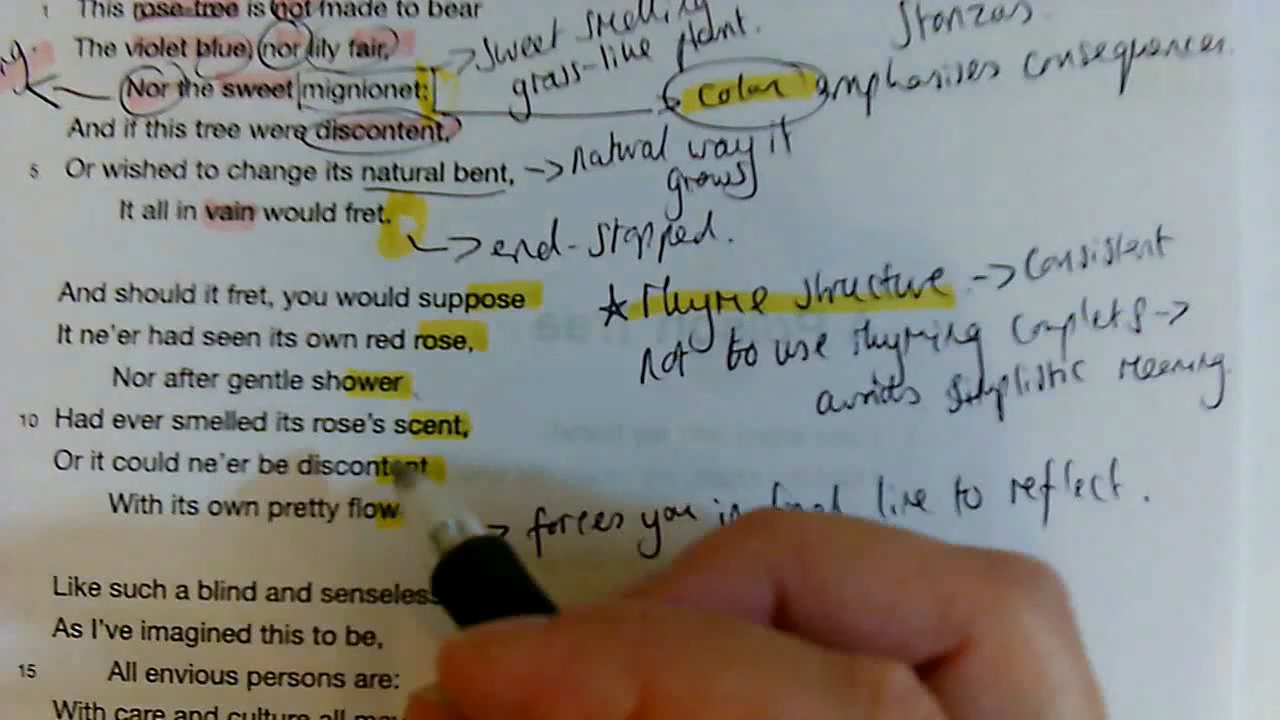 1 This rose-tree is not made to bear
The violet blue, nor lily fair,
Nor the sweet mignionet:
And if this tree were discontent,
5 Or wished to change its natural bent,
It all in vain would fret.
And should it fret, you would suppose
It ne'er had seen its own red rose,
Nor after gentle shower
10 Had ever smelled its rose's scent,
Or it could ne'er be discontent
With its own pretty flow
Like such a blind and senseless
As I've imagined this to be,
15 All envious persons are:
With care and culture all
Stanzas.
-> Sweet smelling
grass-like plant.
* Colon emphasises consequences.
-> natural way it
grows
-> end-stopped.
* Rhyme structure -> Consistent
not to use rhyming couplets ->
avoids simplistic meaning.
-> forces you in final line to reflect.